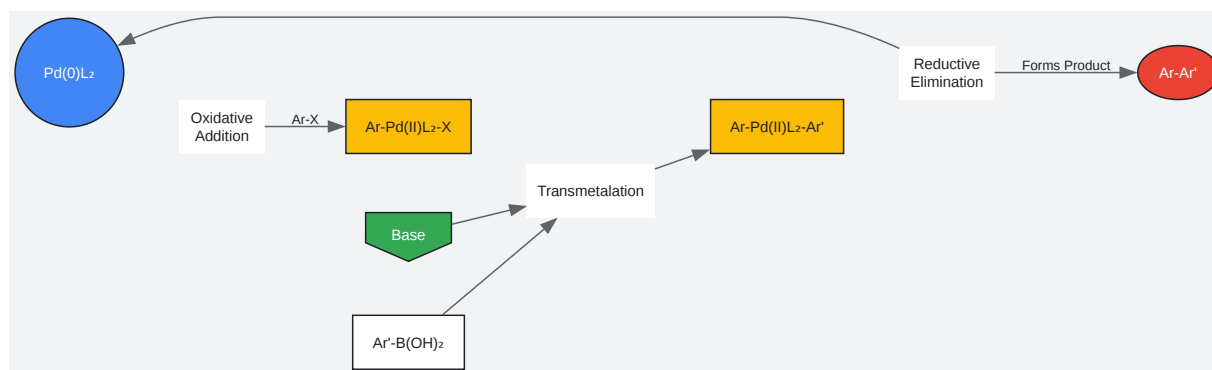 Pd(0)L₂
Oxidative
Addition
Ar-X
Ar-Pd(II)L₂-X
Base
Ar'-B(OH)₂
Transmetalation
Ar-Pd(II)L₂-Ar'
Reductive
Elimination
Forms Product
Ar-Ar'